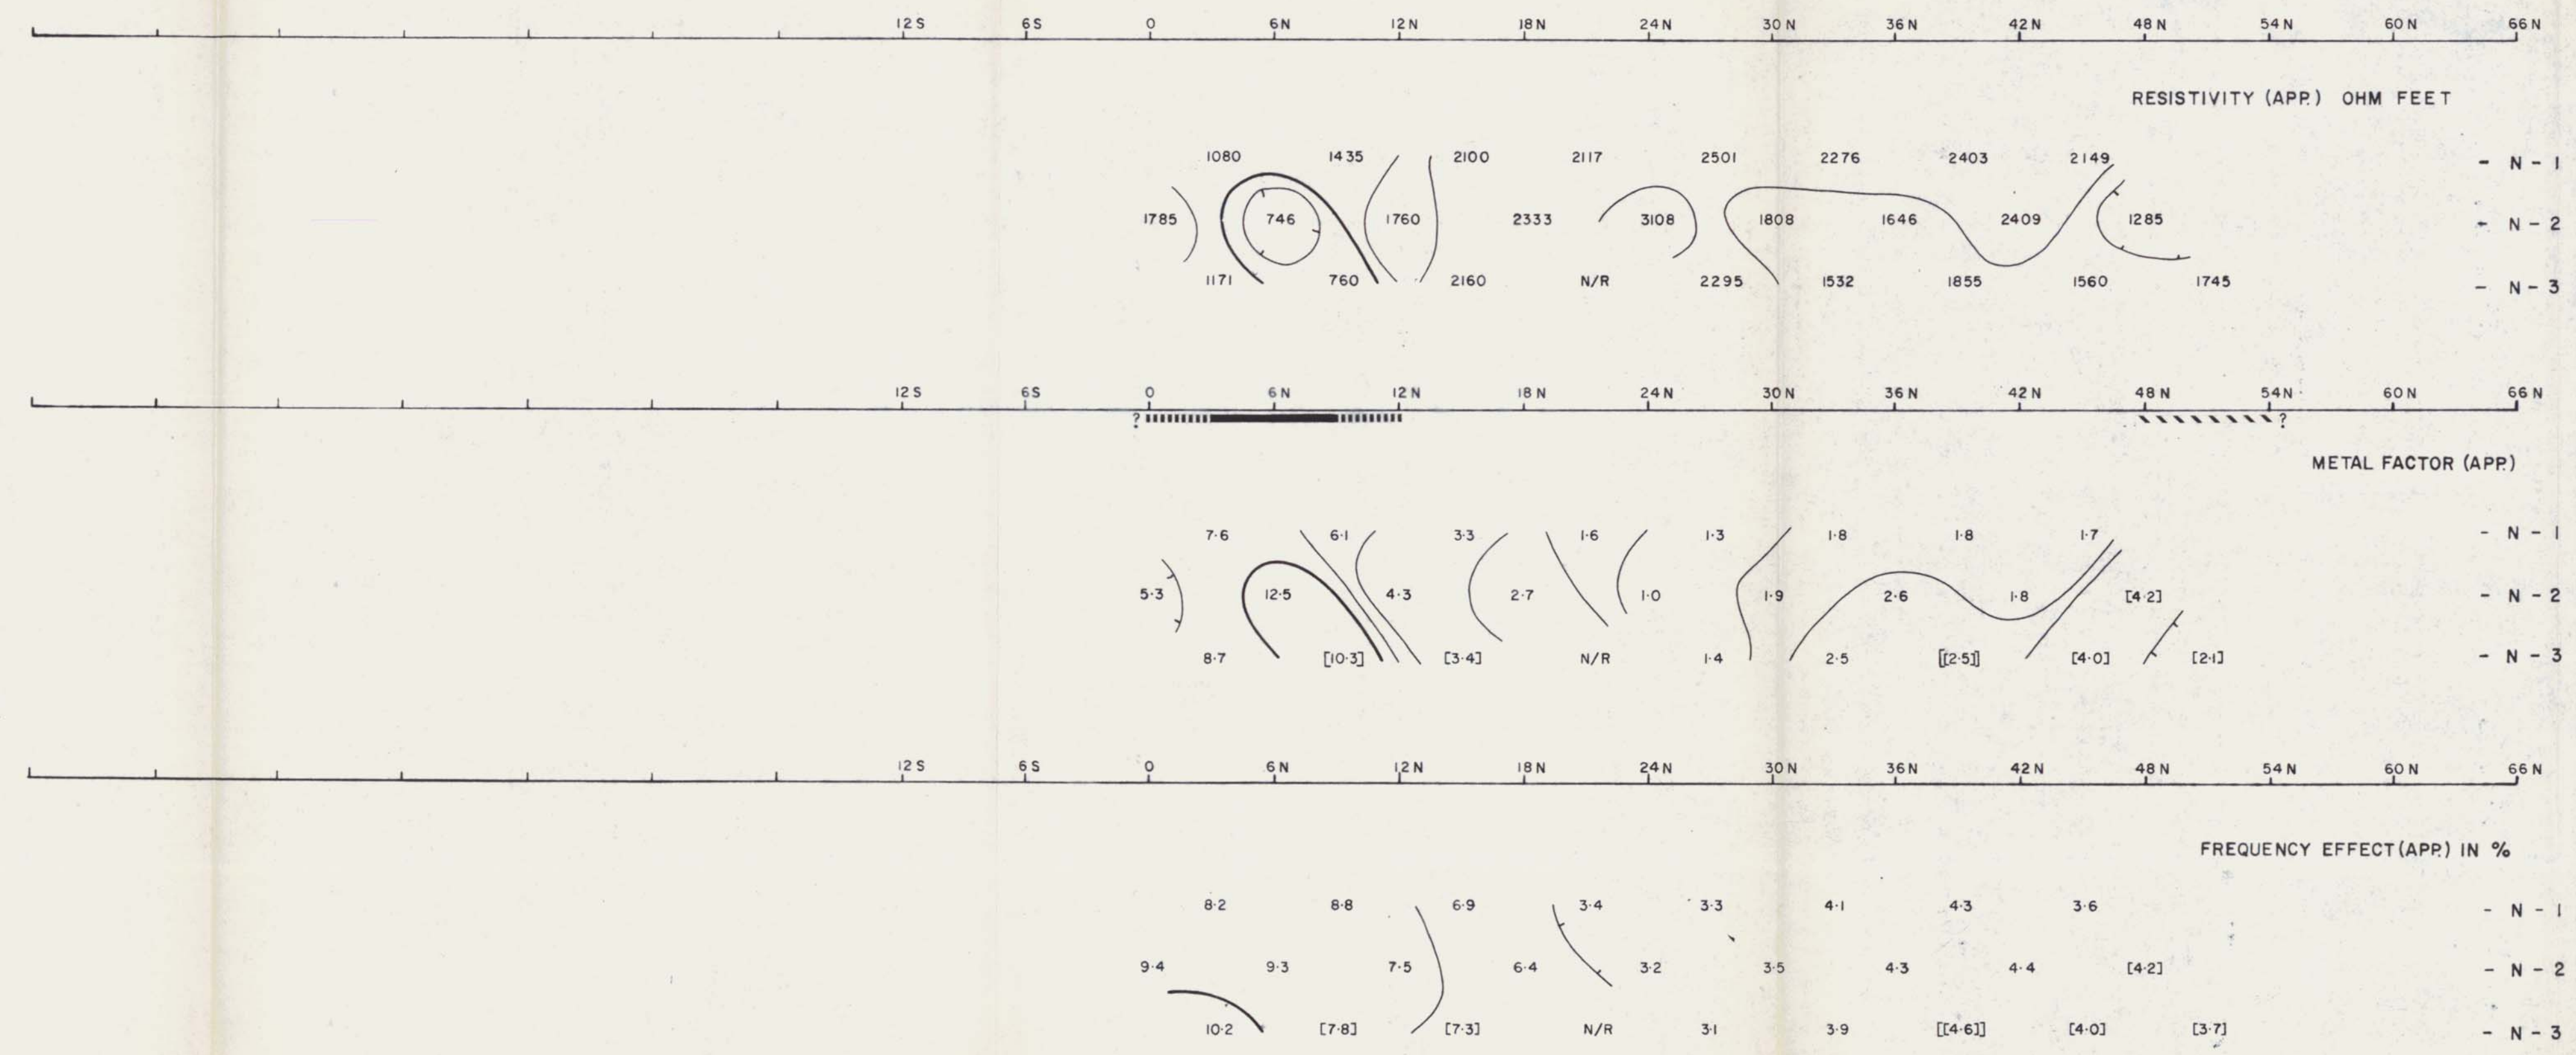 12S 6S 0 6N 12N 18N 24N 30N 36N 42N 48N 54N 60N 66N
RESISTIVITY (APP.) OHM FEET
1080 1435 2100 2117 2501 2276 2403 2149 - N - 1
1785 746 1760 2333 3108 1808 1646 2409 1285 - N - 2
1171 760 2160 N/R 2295 1532 1855 1560 1745 - N - 3
12S 6S 0 6N 12N 18N 24N 30N 36N 42N 48N 54N 60N 66N
? ?
METAL FACTOR (APP.)
7.6 6.1 3.3 1.6 1.3 1.8 1.8 1.7 - N - 1
5.3 12.5 4.3 2.7 1.0 1.9 2.6 1.8 [4.2] - N - 2
8.7 [10.3] [3.4] N/R 1.4 2.5 [[2.5]] [4.0] [2.1] - N - 3
12S 6S 0 6N 12N 18N 24N 30N 36N 42N 48N 54N 60N 66N
FREQUENCY EFFECT (APP.) IN %
8.2 8.8 6.9 3.4 3.3 4.1 4.3 3.6 - N - 1
9.4 9.3 7.5 6.4 3.2 3.5 4.3 4.4 [4.2] - N - 2
10.2 [7.8] [7.3] N/R 3.1 3.9 [[4.6]] [4.0] [3.7] - N - 3